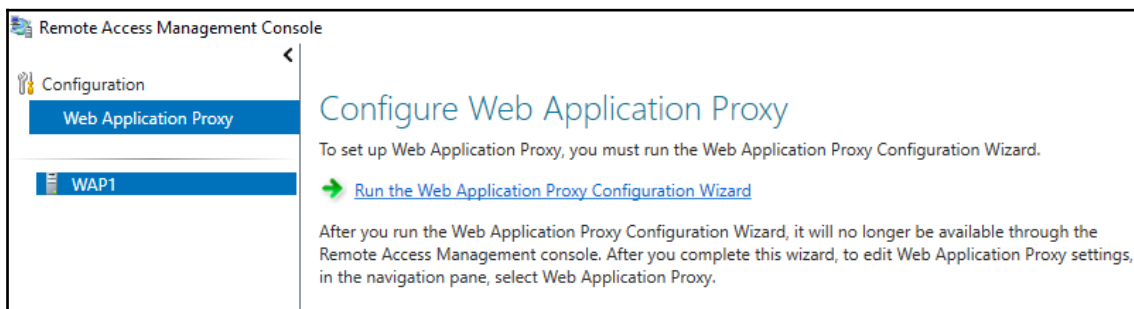 Remote Access Management Console
Configuration
Web Application Proxy
WAP1
Configure Web Application Proxy
To set up Web Application Proxy, you must run the Web Application Proxy Configuration Wizard.
Run the Web Application Proxy Configuration Wizard
After you run the Web Application Proxy Configuration Wizard, it will no longer be available through the
Remote Access Management console. After you complete this wizard, to edit Web Application Proxy settings,
in the navigation pane, select Web Application Proxy.